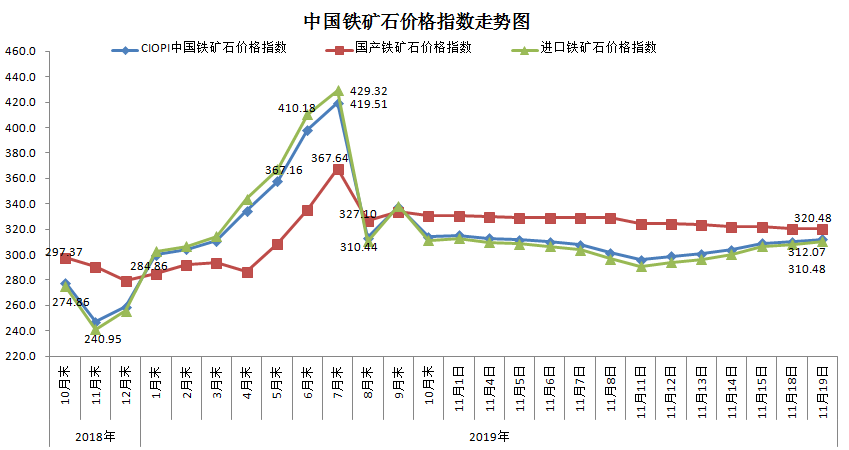 中国铁矿石价格指数走势图
CIOPI中国铁矿石价格指数
国产铁矿石价格指数
进口铁矿石价格指数
460.0
440.0
420.0
400.0
380.0
360.0
340.0
320.0
300.0
280.0
260.0
240.0
220.0
297.37
274.86
240.95
284.86
367.16
410.18
429.32
419.51
367.64
327.10
310.44
320.48
312.07
310.48
10月末
11月末
12月末
1月末
2月末
3月末
4月末
5月末
6月末
7月末
8月末
9月末
10月末
11月1日
11月4日
11月5日
11月6日
11月7日
11月8日
11月11日
11月12日
11月13日
11月14日
11月15日
11月18日
11月19日
2018年
2019年